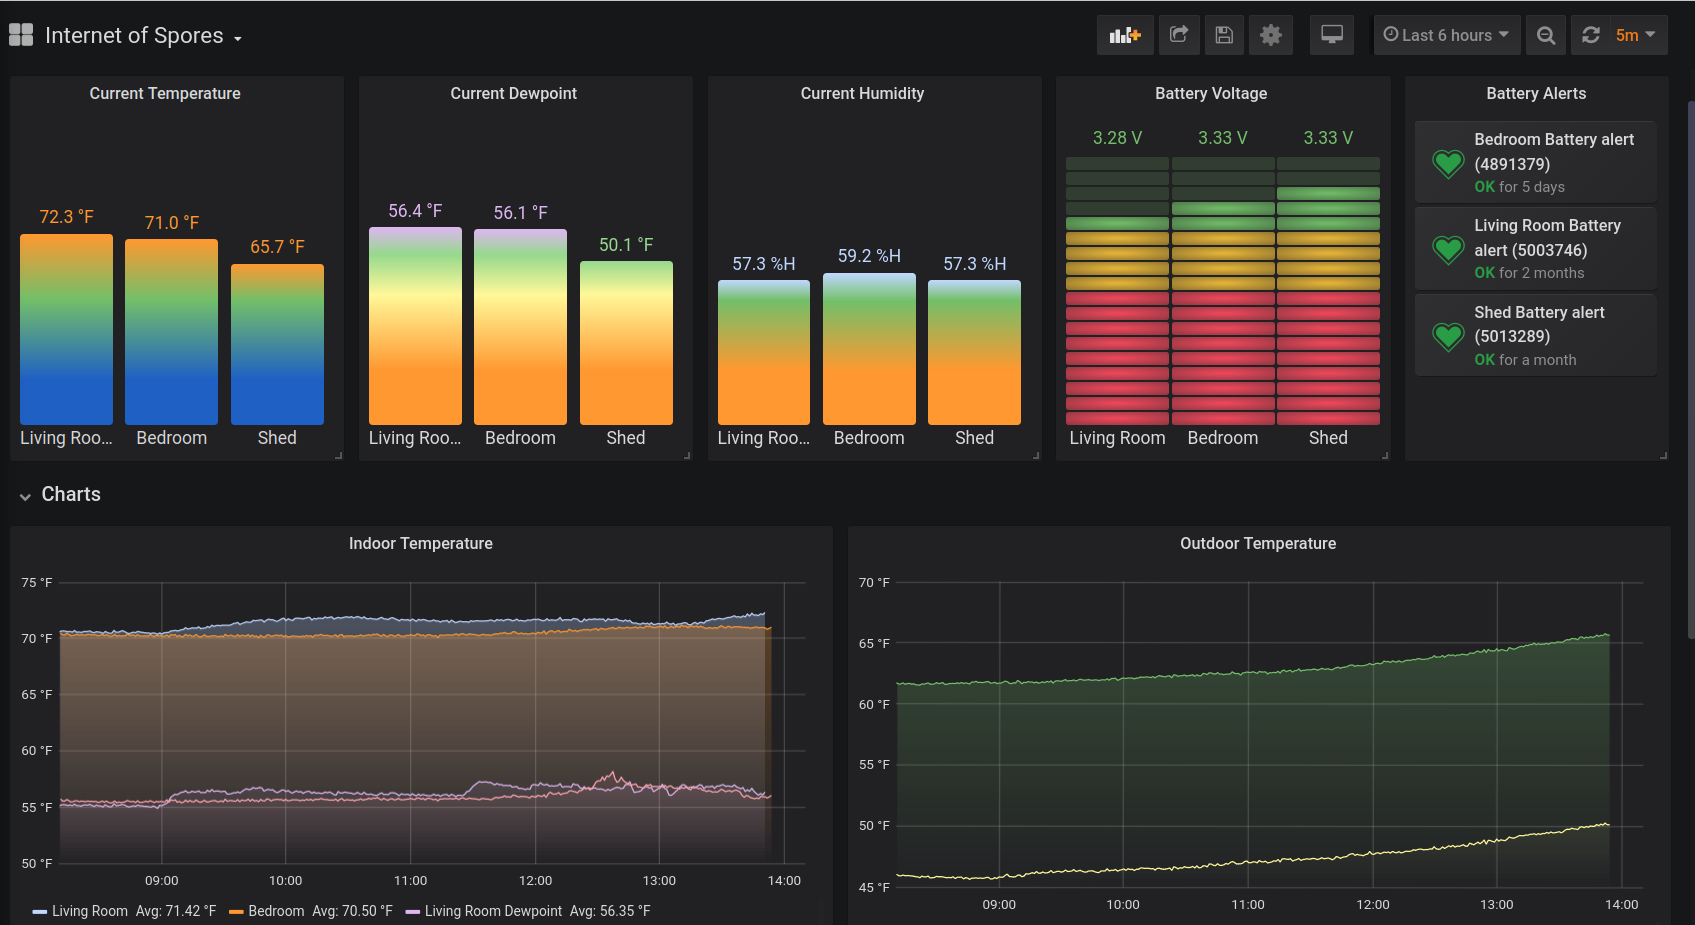 Internet of Spores
Last 6 hours
5m
Current Temperature
72.3 °F
71.0 °F
65.7 °F
Living Roo...
Bedroom
Shed
Current Dewpoint
56.4 °F
56.1 °F
50.1 °F
Living Roo...
Bedroom
Shed
Current Humidity
57.3 %H
59.2 %H
57.3 %H
Living Roo...
Bedroom
Shed
Battery Voltage
3.28 V
3.33 V
3.33 V
Living Room
Bedroom
Shed
Battery Alerts
Bedroom Battery alert
(4891379)
OK for 5 days
Living Room Battery
alert (5003746)
OK for 2 months
Shed Battery alert
(5013289)
OK for a month
Charts
Indoor Temperature
75 °F
70 °F
65 °F
60 °F
55 °F
50 °F
09:00
10:00
11:00
12:00
13:00
14:00
Living Room Avg: 71.42 °F
Bedroom Avg: 70.50 °F
Living Room Dewpoint Avg: 56.35 °F
Outdoor Temperature
70 °F
65 °F
60 °F
55 °F
50 °F
45 °F
09:00
10:00
11:00
12:00
13:00
14:00